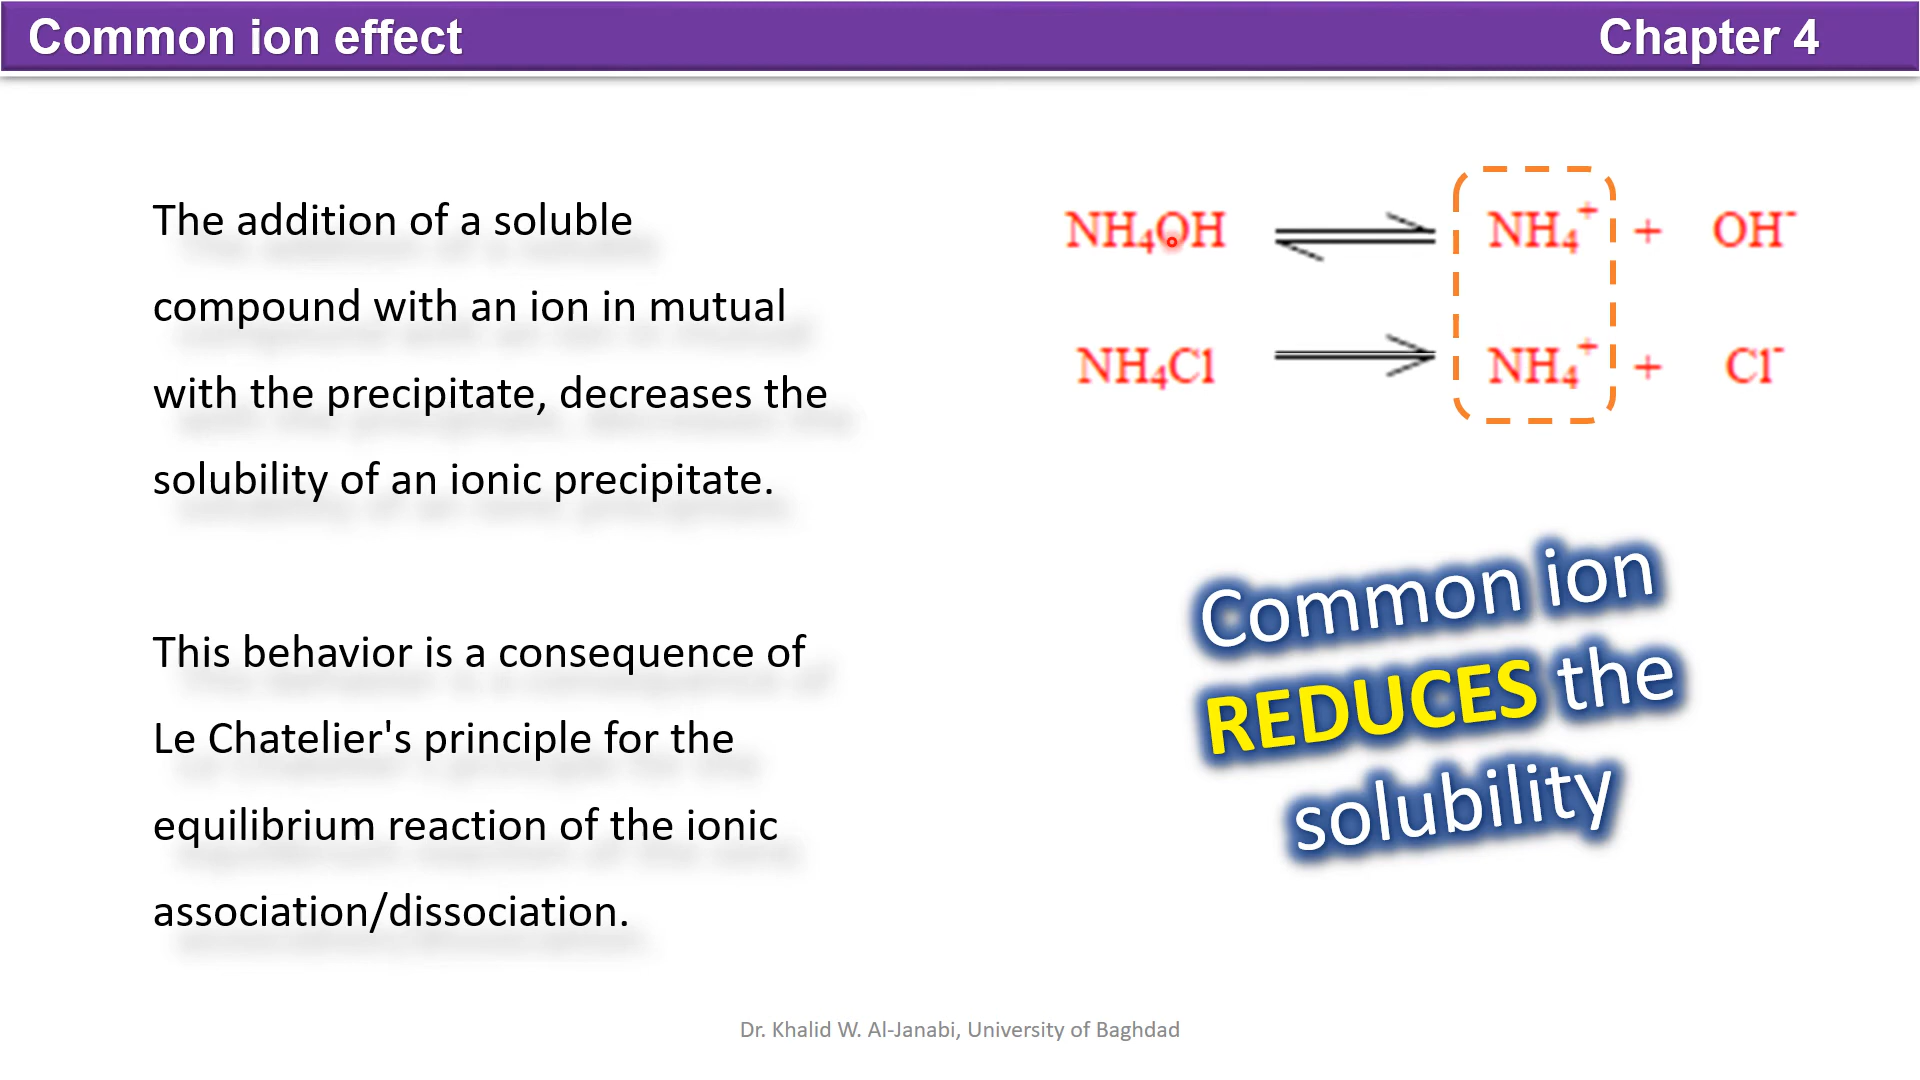 Common ion effect
Chapter 4
The addition of a soluble
compound with an ion in mutual
with the precipitate, decreases the
solubility of an ionic precipitate.
This behavior is a consequence of
Le Chatelier's principle for the
equilibrium reaction of the ionic
association/dissociation.
NH₄OH ⇌ NH₄⁺ + OH⁻
NH₄Cl → NH₄⁺ + Cl⁻
Common ion
REDUCES the
solubility
Dr. Khalid W. Al-Janabi, University of Baghdad